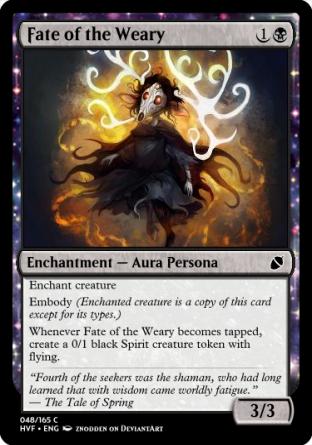 Fate of the Weary 1
Enchantment — Aura Persona
Enchant creature
Embody (Enchanted creature is a copy of this card
except for its types.)
Whenever Fate of the Weary becomes tapped,
create a 0/1 black Spirit creature token with
flying.
“Fourth of the seekers was the shaman, who had long
learned that with wisdom came worldly fatigue.”
— The Tale of Spring
3/3
048/165 C
HVF • ENG ZNODDEN ON DEVIANTART